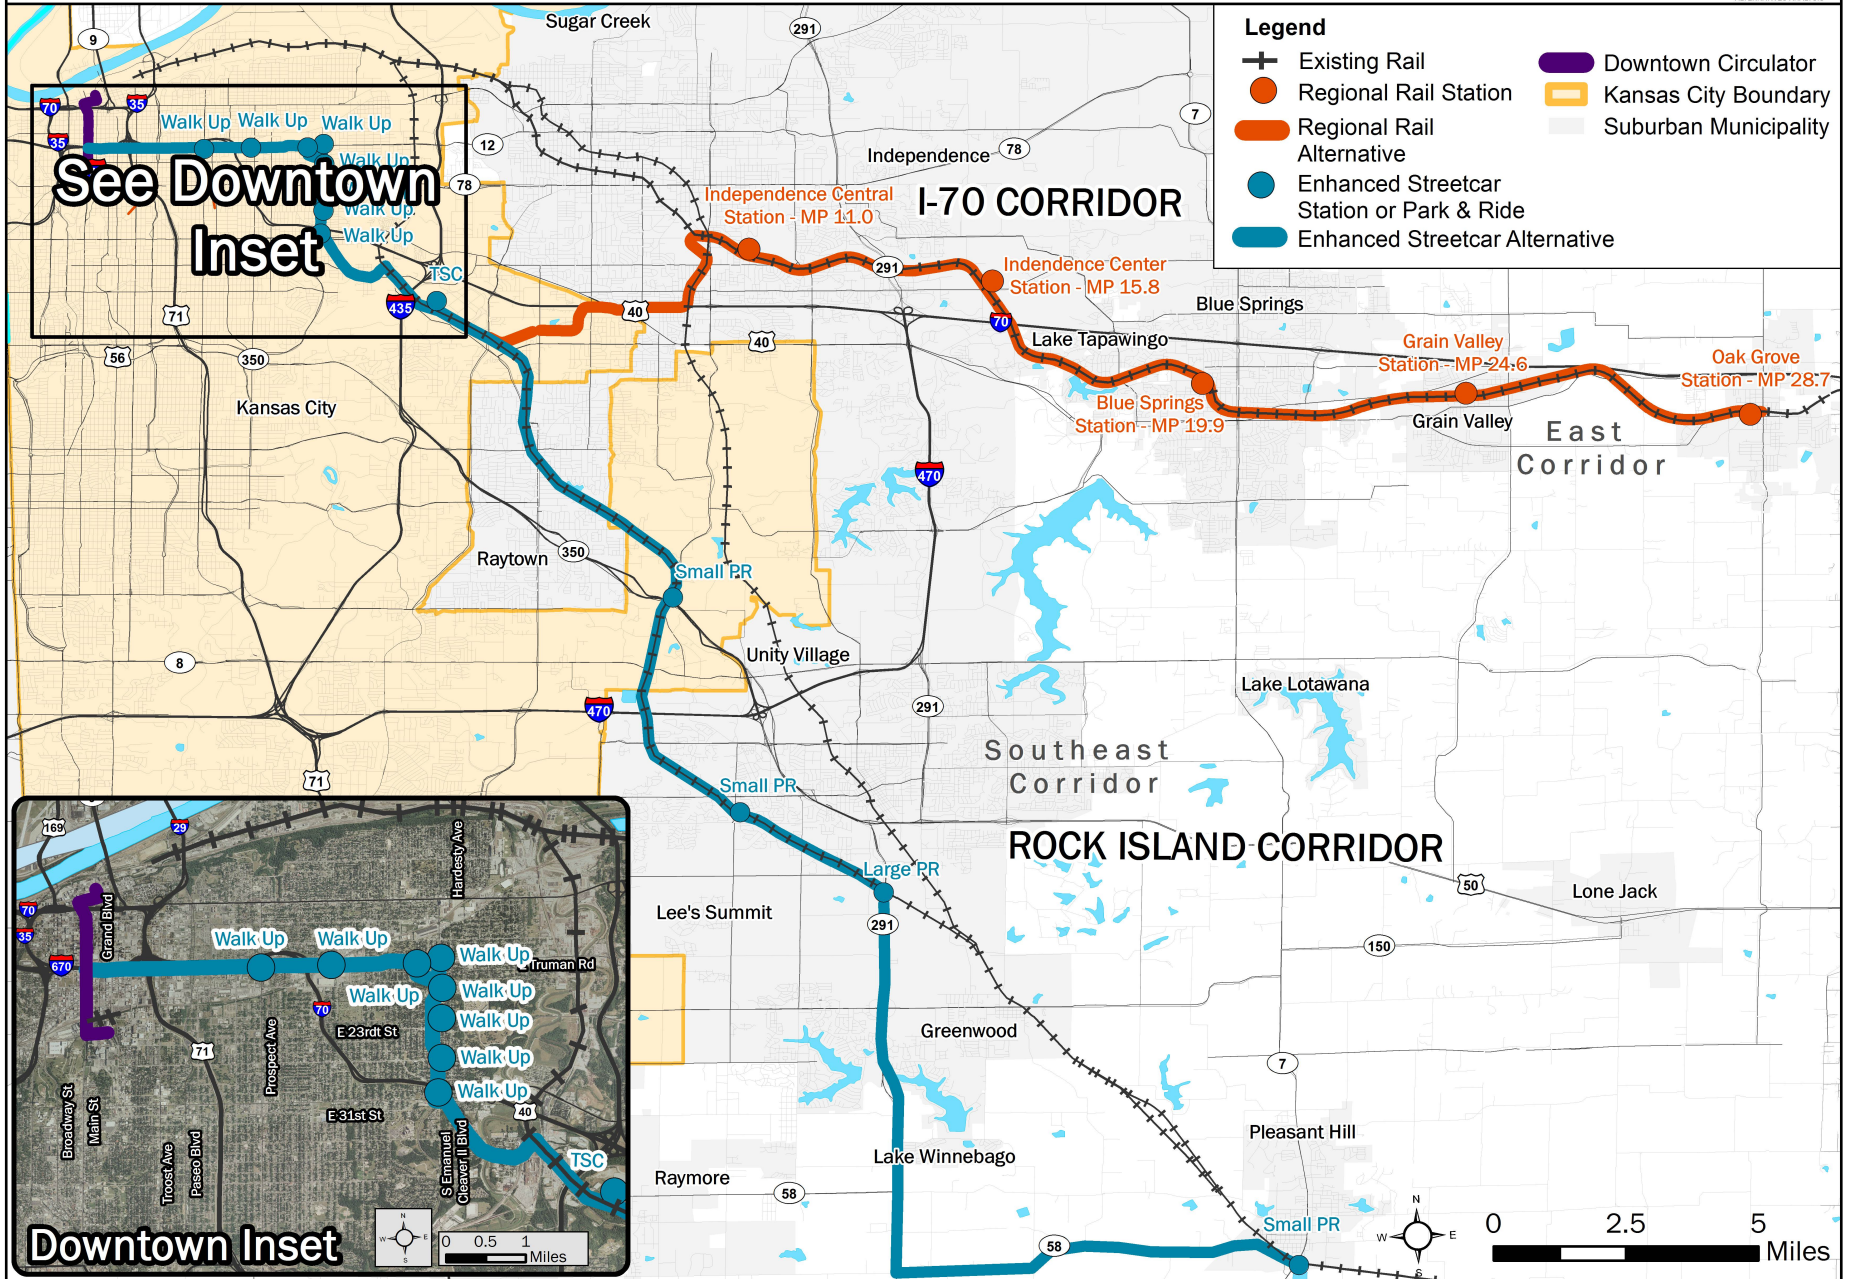 Legend
Existing Rail
Regional Rail Station
Regional Rail
Alternative
Enhanced Streetcar
Station or Park & Ride
Enhanced Streetcar Alternative
Downtown Circulator
Kansas City Boundary
Suburban Municipality
Sugar Creek
291
9
7
70
35
35
Walk Up
Walk Up
Walk Up
Walk Up
Walk Up
Walk Up
See Downtown
Inset
12
78
Independence
78
I-70 CORRIDOR
Independence Central
Station - MP 11.0
291
Indendence Center
Station - MP 15.8
TSC
435
40
71
56
350
40
70
Blue Springs
Lake Tapawingo
Grain Valley
Station - MP 24.6
Oak Grove
Station - MP 28.7
Kansas City
Blue Springs
Station - MP 19.9
Grain Valley
East
Corridor
470
Raytown
350
Small PR
8
Unity Village
Lake Lotawana
470
291
Southeast
Corridor
71
Small PR
ROCK ISLAND CORRIDOR
Large PR
50
Lone Jack
Lee's Summit
291
150
Greenwood
7
Pleasant Hill
Lake Winnebago
Raymore
58
58
Small PR
N
W
E
S
0
2.5
5
Miles
169
29
Hardesty Ave
70
35
670
Grand Blvd
Walk Up
Walk Up
Walk Up
E Truman Rd
Walk Up
Walk Up
Walk Up
Walk Up
Walk Up
70
E 23rdt St
71
Prospect Ave
E 31st St
40
Broadway St
Main St
Troost Ave
Paseo Blvd
S Emanuel
Cleaver II Blvd
TSC
Downtown Inset
N
W
E
S
0
0.5
1
Miles